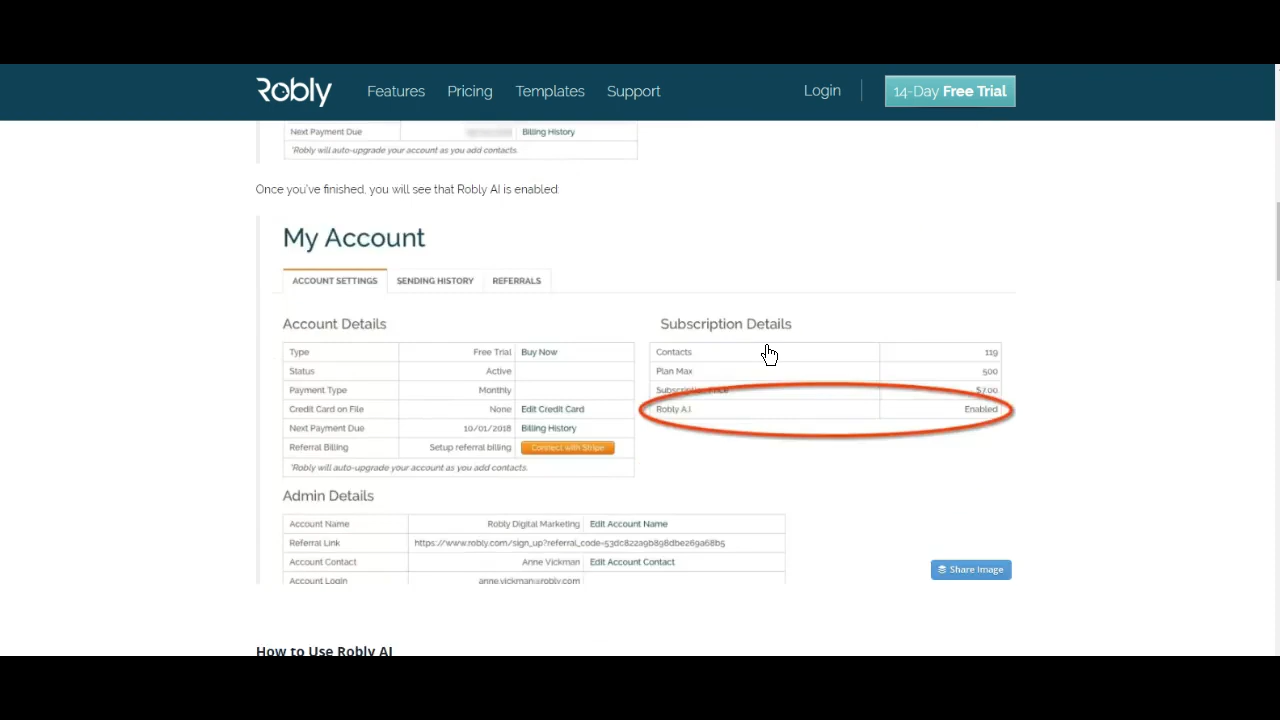 Robly Features Pricing Templates Support Login 14-Day Free Trial
Next Payment Due Billing History
*Robly will auto-upgrade your account as you add contacts.
Once you've finished, you will see that Robly AI is enabled:
My Account
ACCOUNT SETTINGS SENDING HISTORY REFERRALS
Account Details
Type Free Trial Buy Now
Status Active
Payment Type Monthly
Credit Card on File None Edit Credit Card
Next Payment Due 10/01/2018 Billing History
Referral Billing Setup referral billing Connect with Stripe
*Robly will auto-upgrade your account as you add contacts.
Subscription Details
Contacts 119
Plan Max 500
Subscription Price $7.00
Robly A.I. Enabled
Admin Details
Account Name Robly Digital Marketing Edit Account Name
Referral Link https://www.robly.com/sign_up?referral_code=53dc822a9b898dbe269a68b5
Account Contact Anne Vickman Edit Account Contact
Account Login anne.vickman@robly.com
Share Image
How to Use Robly AI